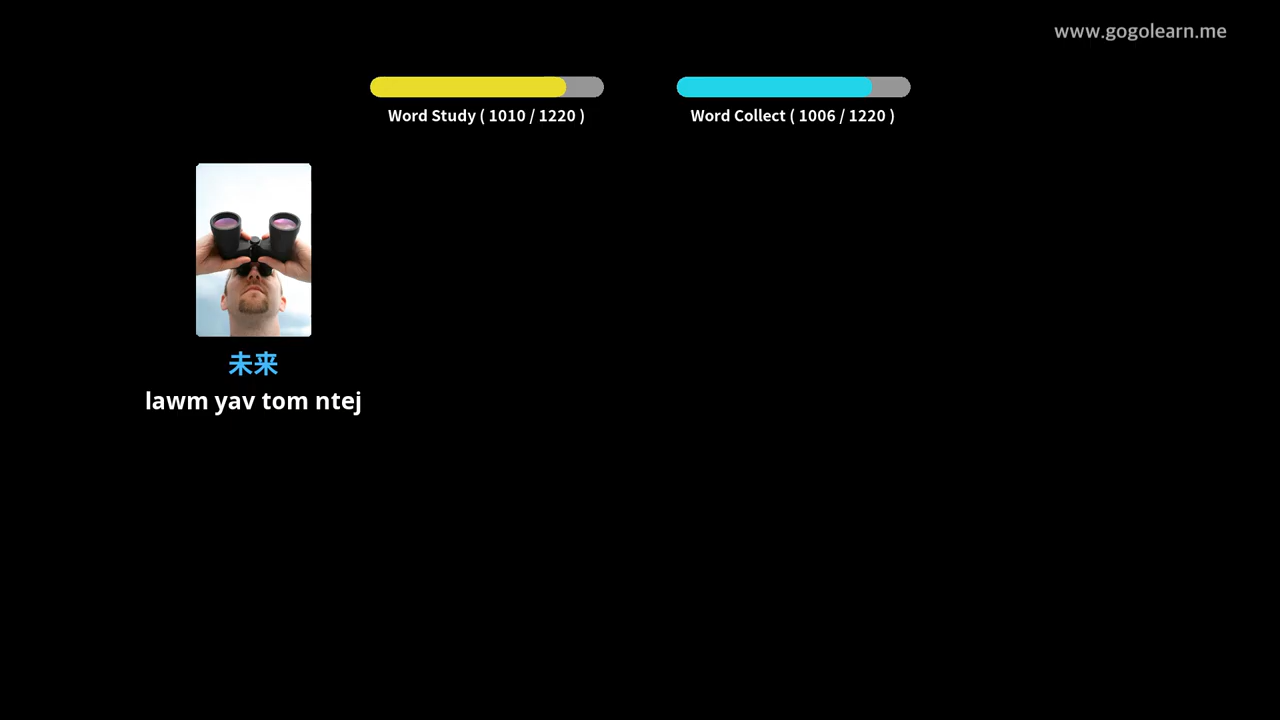 www.gogolearn.me
Word Study ( 1010 / 1220 )
Word Collect ( 1006 / 1220 )
未来
lawm yav tom ntej